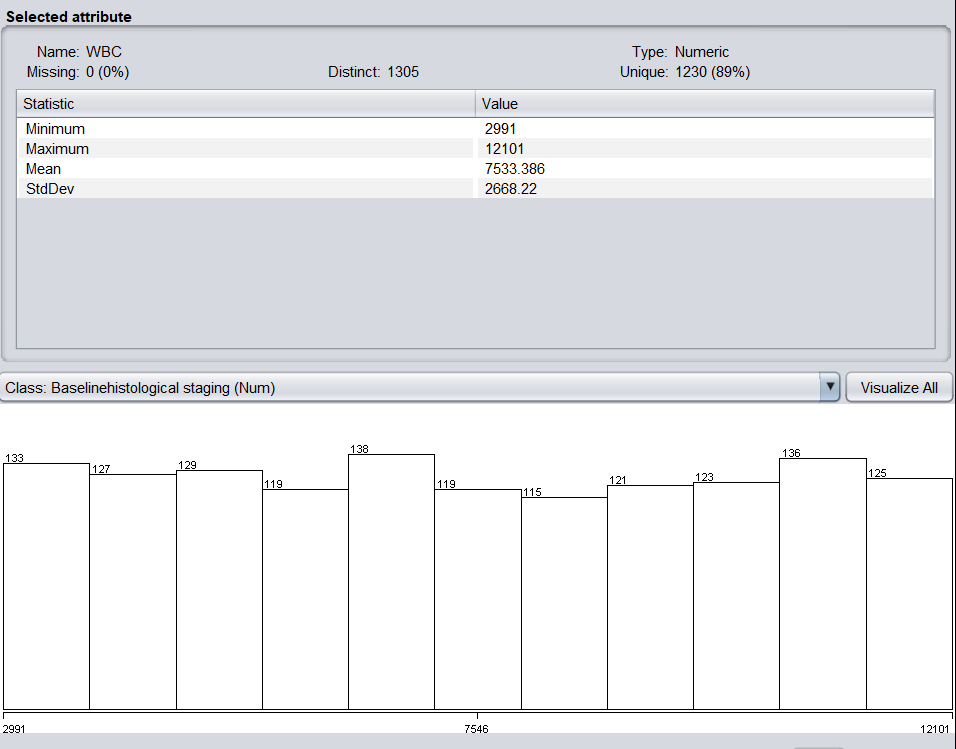 Selected attribute
Name: WBC Type: Numeric
Missing: 0 (0%) Distinct: 1305 Unique: 1230 (89%)
Statistic Value
Minimum 2991
Maximum 12101
Mean 7533.386
StdDev 2668.22
Class: Baselinehistological staging (Num) Visualize All
133 127 129 119 138 119 115 121 123 136 125
2991 7546 12101